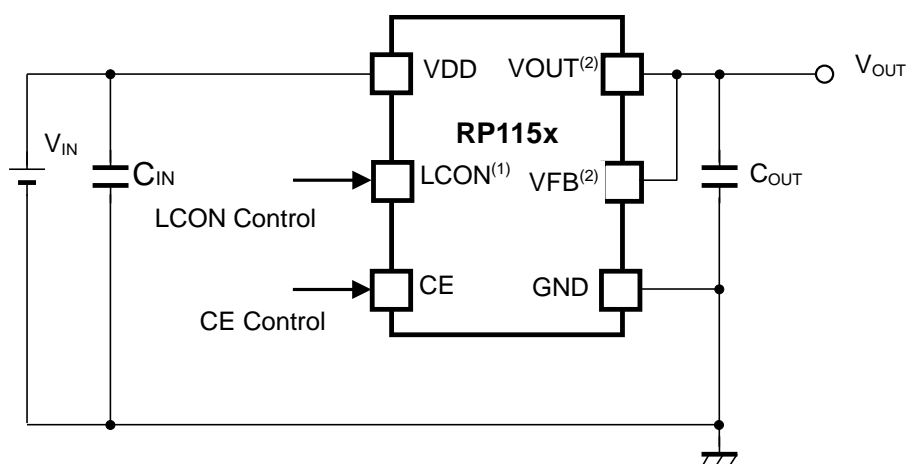 VDD
VOUT(2)
VOUT
RP115x
VIN
CIN
LCON(1)
VFB(2)
COUT
LCON Control
CE
GND
CE Control